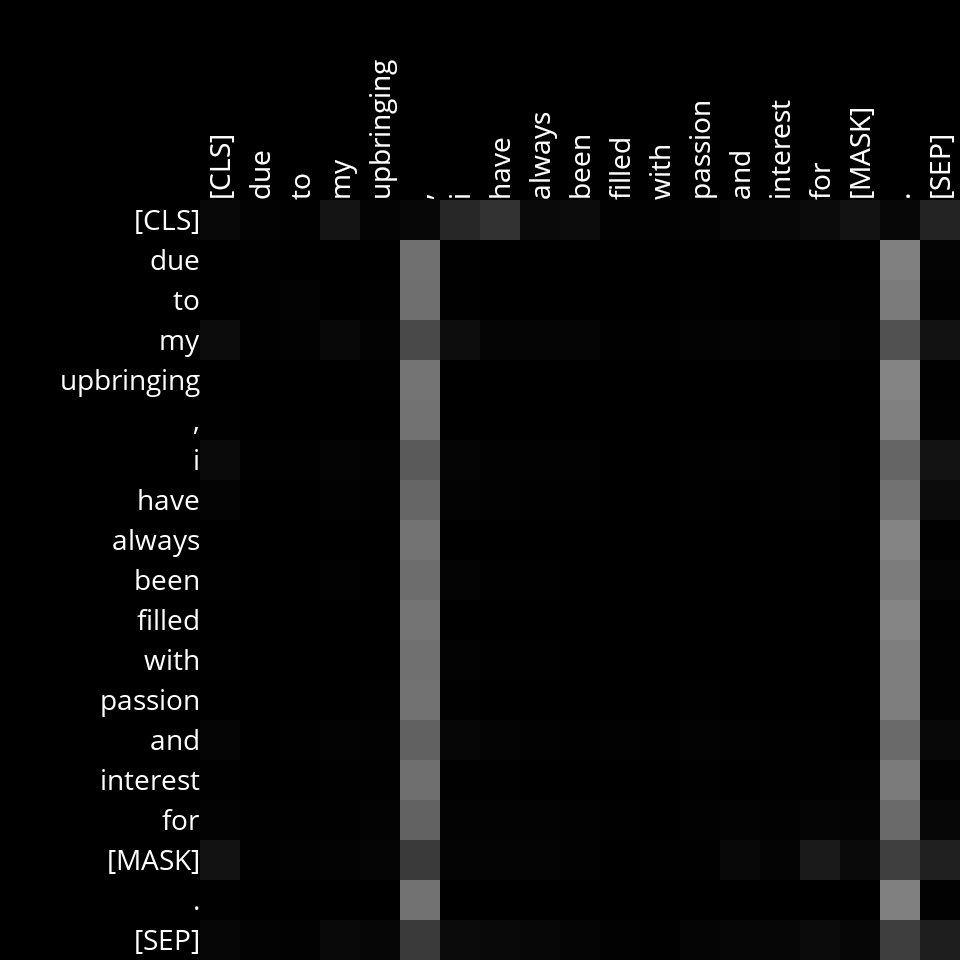 [CLS] due to my upbringing , i have always been filled with passion and interest for [MASK] . [SEP]
[CLS]
due
to
my
upbringing
,
i
have
always
been
filled
with
passion
and
interest
for
[MASK]
.
[SEP]